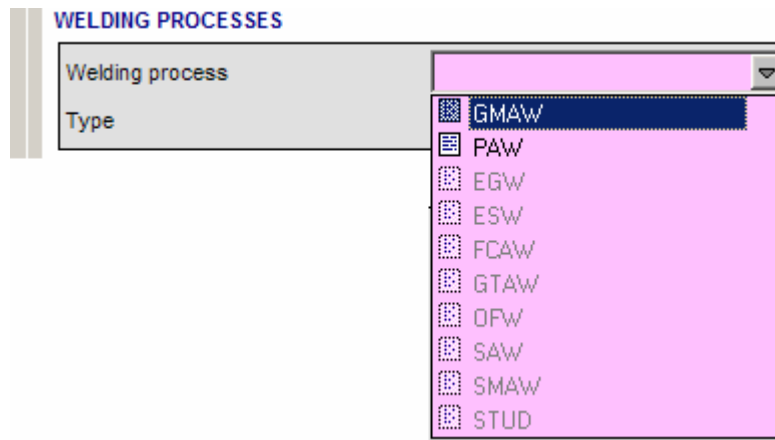 WELDING PROCESSES
Welding process
Type
GMAW
PAW
EGW
ESW
FCAW
GTAW
OFW
SAW
SMAW
STUD